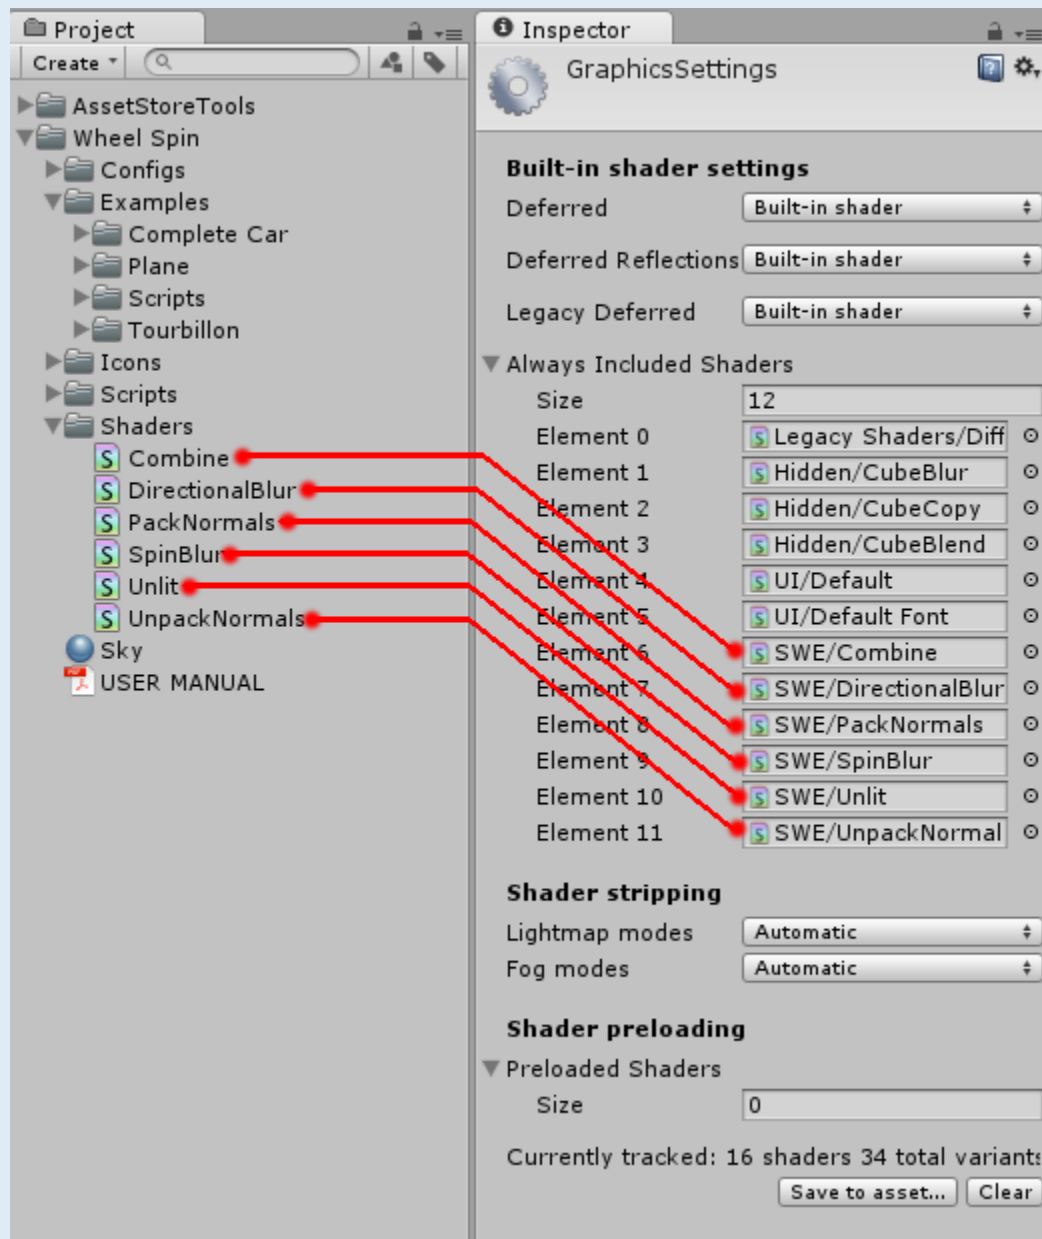 Project
Create
AssetStoreTools
Wheel Spin
Configs
Examples
Complete Car
Plane
Scripts
Tourbillon
Icons
Scripts
Shaders
S Combine
S DirectionalBlur
S PackNormals
S SpinBlur
S Unlit
S UnpackNormals
Sky
PDF USER MANUAL
Inspector
GraphicsSettings
Built-in shader settings
Deferred Built-in shader
Deferred Reflections Built-in shader
Legacy Deferred Built-in shader
Always Included Shaders
Size 12
Element 0 S Legacy Shaders/Diff
Element 1 S Hidden/CubeBlur
Element 2 S Hidden/CubeCopy
Element 3 S Hidden/CubeBlend
Element 4 S UI/Default
Element 5 S UI/Default Font
Element 6 S SWE/Combine
Element 7 S SWE/DirectionalBlur
Element 8 S SWE/PackNormals
Element 9 S SWE/SpinBlur
Element 10 S SWE/Unlit
Element 11 S SWE/UnpackNormal
Shader stripping
Lightmap modes Automatic
Fog modes Automatic
Shader preloading
Preloaded Shaders
Size 0
Currently tracked: 16 shaders 34 total variants
Save to asset... Clear